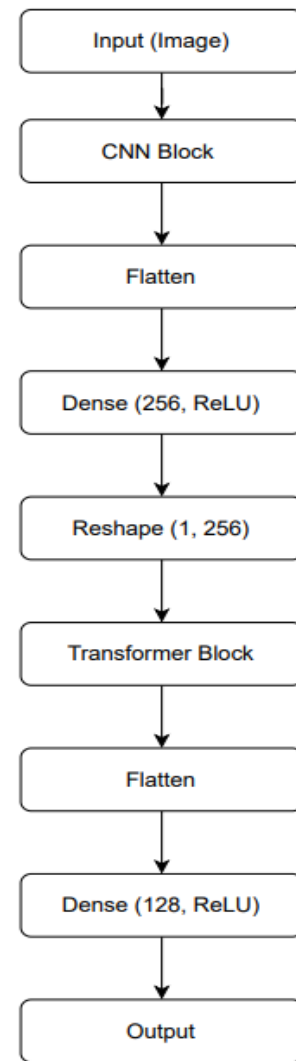 Input (Image)
CNN Block
Flatten
Dense (256, ReLU)
Reshape (1, 256)
Transformer Block
Flatten
Dense (128, ReLU)
Output